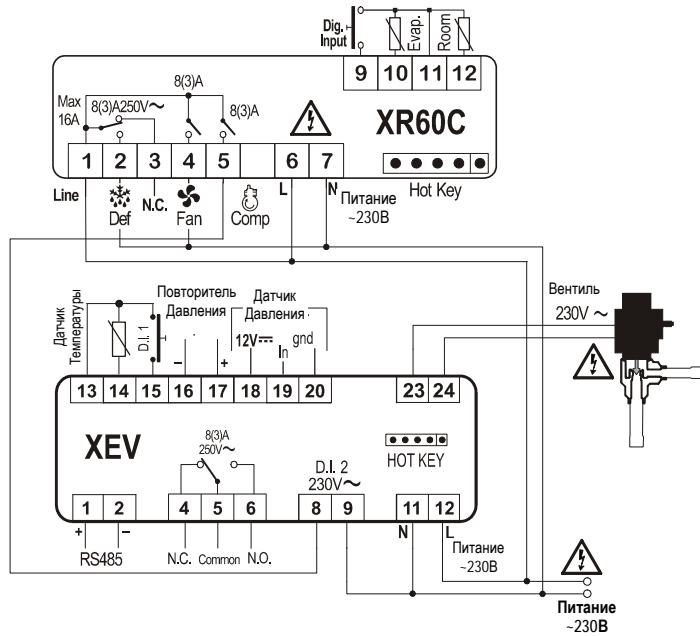 Dig.
Input
Evap.
Room
9 10 11 12
8(3)A
Max
16A
8(3)A250V~
8(3)A
XR60C
1 2 3 4 5 6 7
Line
Def
N.C.
Fan
Comp
L
N
Питание
~230В
Hot Key
Датчик
Температуры
D.I. 1
Повторитель
Давления
– +
Датчик
Давления
12V
In
gnd
Вентиль
230V ~
13 14 15 16 17 18 19 20 23 24
XEV
8(3)A
250V~
D.I. 2
230V~
HOT KEY
1 2 4 5 6 8 9 11 12
+ –
RS485
N.C. Common N.O.
N
L
Питание
~230В
Питание
~230В